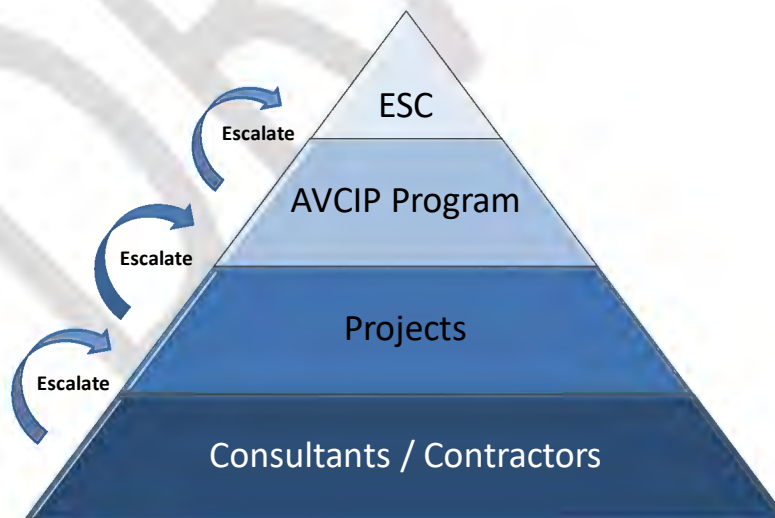 ESC
Escalate
AVCIP Program
Escalate
Projects
Escalate
Consultants / Contractors